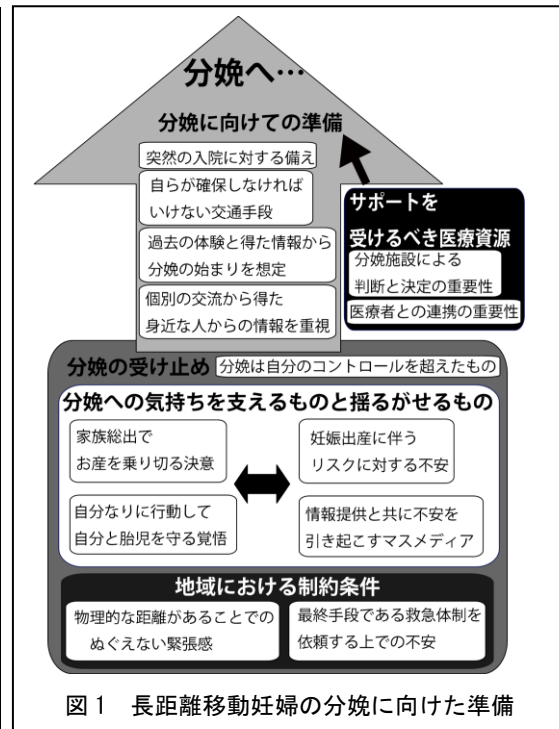 分娩へ…
分娩に向けての準備
突然の入院に対する備え
自らが確保しなければ
いけない交通手段
過去の体験と得た情報から
分娩の始まりを想定
個別の交流から得た
身近な人からの情報を重視
サポートを
受けるべき医療資源
分娩施設による
判断と決定の重要性
医療者との連携の重要性
分娩の受け止め 分娩は自分のコントロールを超えたもの
分娩への気持ちを支えるものと揺るがせるもの
家族総出で
お産を乗り切る決意
妊娠出産に伴う
リスクに対する不安
自分なりに行動して
自分と胎児を守る覚悟
情報提供と共に不安を
引き起こすマスメディア
地域における制約条件
物理的な距離があることでの
ぬぐえない緊張感
最終手段である救急体制を
依頼する上での不安
図1 長距離移動妊婦の分娩に向けた準備